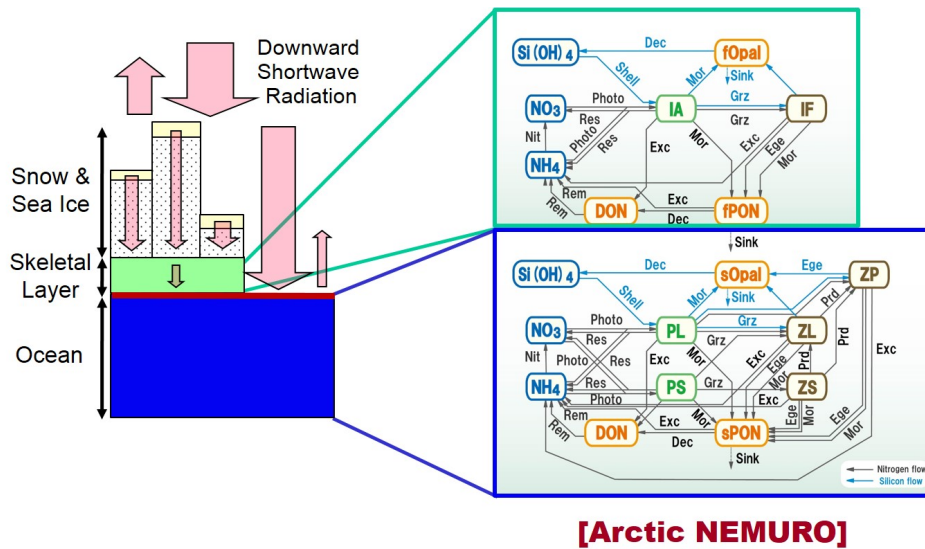 Downward
Shortwave
Radiation
Snow &
Sea Ice
Skeletal
Layer
Ocean
Si(OH)4
Dec
fOpal
Shell
Mor
Sink
NO3
Photo
Res
IA
Grz
Grz
IF
Nit
Photo
Res
Exc
Mor
Exc
Ege
Mor
NH4
Rem
Rem
DON
Exc
Dec
fPON
Sink
Si(OH)4
Dec
sOpal
Ege
ZP
Shell
Mor
Sink
Prd
NO3
Photo
Res
PL
Grz
Grz
ZL
Nit
Photo
Res
Res
Exc
Mor
Exc
Ege
Mor
Prd
Prd
Exc
NH4
Res
Photo
PS
Grz
ZS
Rem
Rem
DON
Mor
Exc
Dec
sPON
Exc
Ege
Mor
Ege
Mor
Sink
Nitrogen flow
Silicon flow
[Arctic NEMURO]